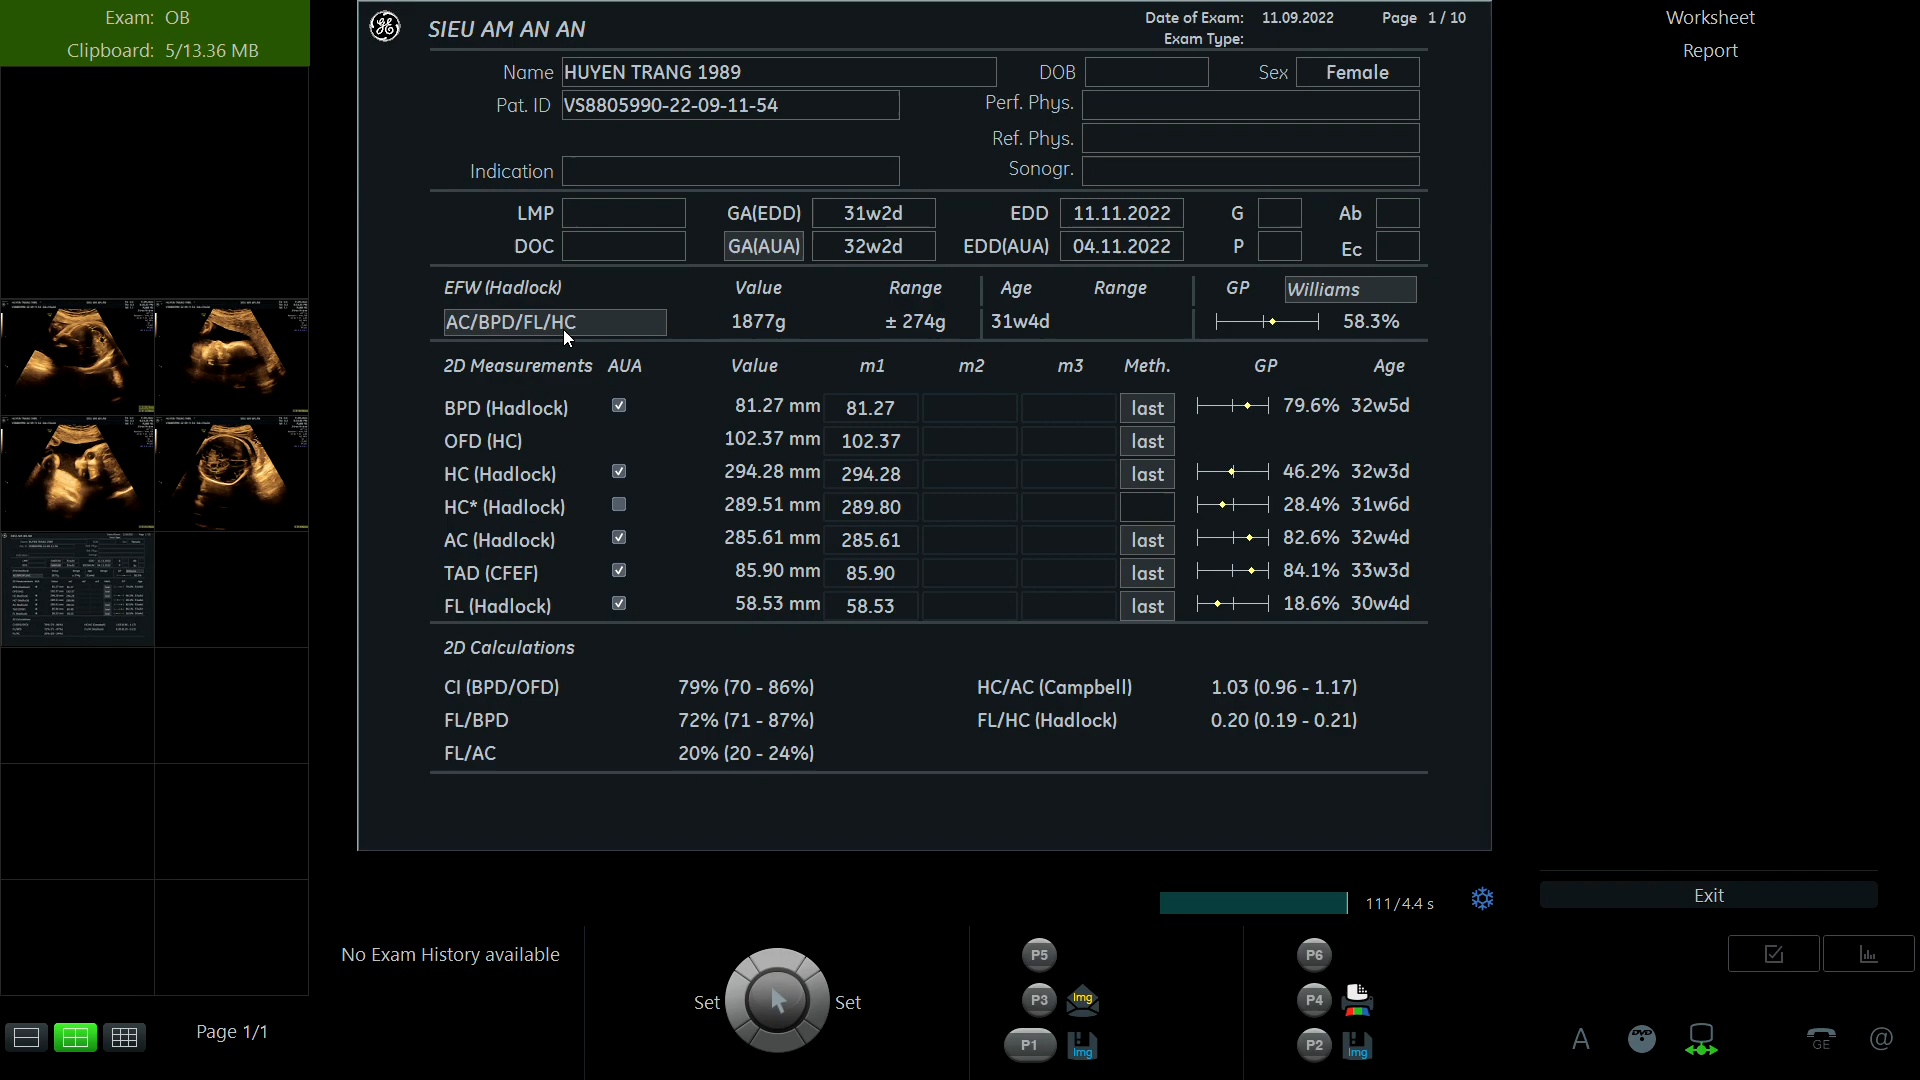 Exam: OB
Clipboard: 5/13.36 MB
SIEU AM AN AN
Date of Exam: 11.09.2022 Page 1 / 10
Exam Type:
Name HUYEN TRANG 1989 DOB Sex Female
Pat. ID VS8805990-22-09-11-54 Perf. Phys.
Ref. Phys.
Indication Sonogr.
LMP GA(EDD) 31w2d EDD 11.11.2022 G Ab
DOC GA(AUA) 32w2d EDD(AUA) 04.11.2022 P Ec
EFW (Hadlock) Value Range Age Range GP Williams
AC/BPD/FL/HC 1877g ± 274g 31w4d 58.3%
2D Measurements AUA Value m1 m2 m3 Meth. GP Age
BPD (Hadlock) 81.27 mm 81.27 last 79.6% 32w5d
OFD (HC) 102.37 mm 102.37 last
HC (Hadlock) 294.28 mm 294.28 last 46.2% 32w3d
HC* (Hadlock) 289.51 mm 289.80 28.4% 31w6d
AC (Hadlock) 285.61 mm 285.61 last 82.6% 32w4d
TAD (CFEF) 85.90 mm 85.90 last 84.1% 33w3d
FL (Hadlock) 58.53 mm 58.53 last 18.6% 30w4d
2D Calculations
CI (BPD/OFD) 79% (70 - 86%) HC/AC (Campbell) 1.03 (0.96 - 1.17)
FL/BPD 72% (71 - 87%) FL/HC (Hadlock) 0.20 (0.19 - 0.21)
FL/AC 20% (20 - 24%)
Worksheet
Report
111/4.4 s
Exit
No Exam History available
Set Set
P5
P3 Img
P1 Img
P6
P4
P2 Img
Page 1/1
A DVD GE @